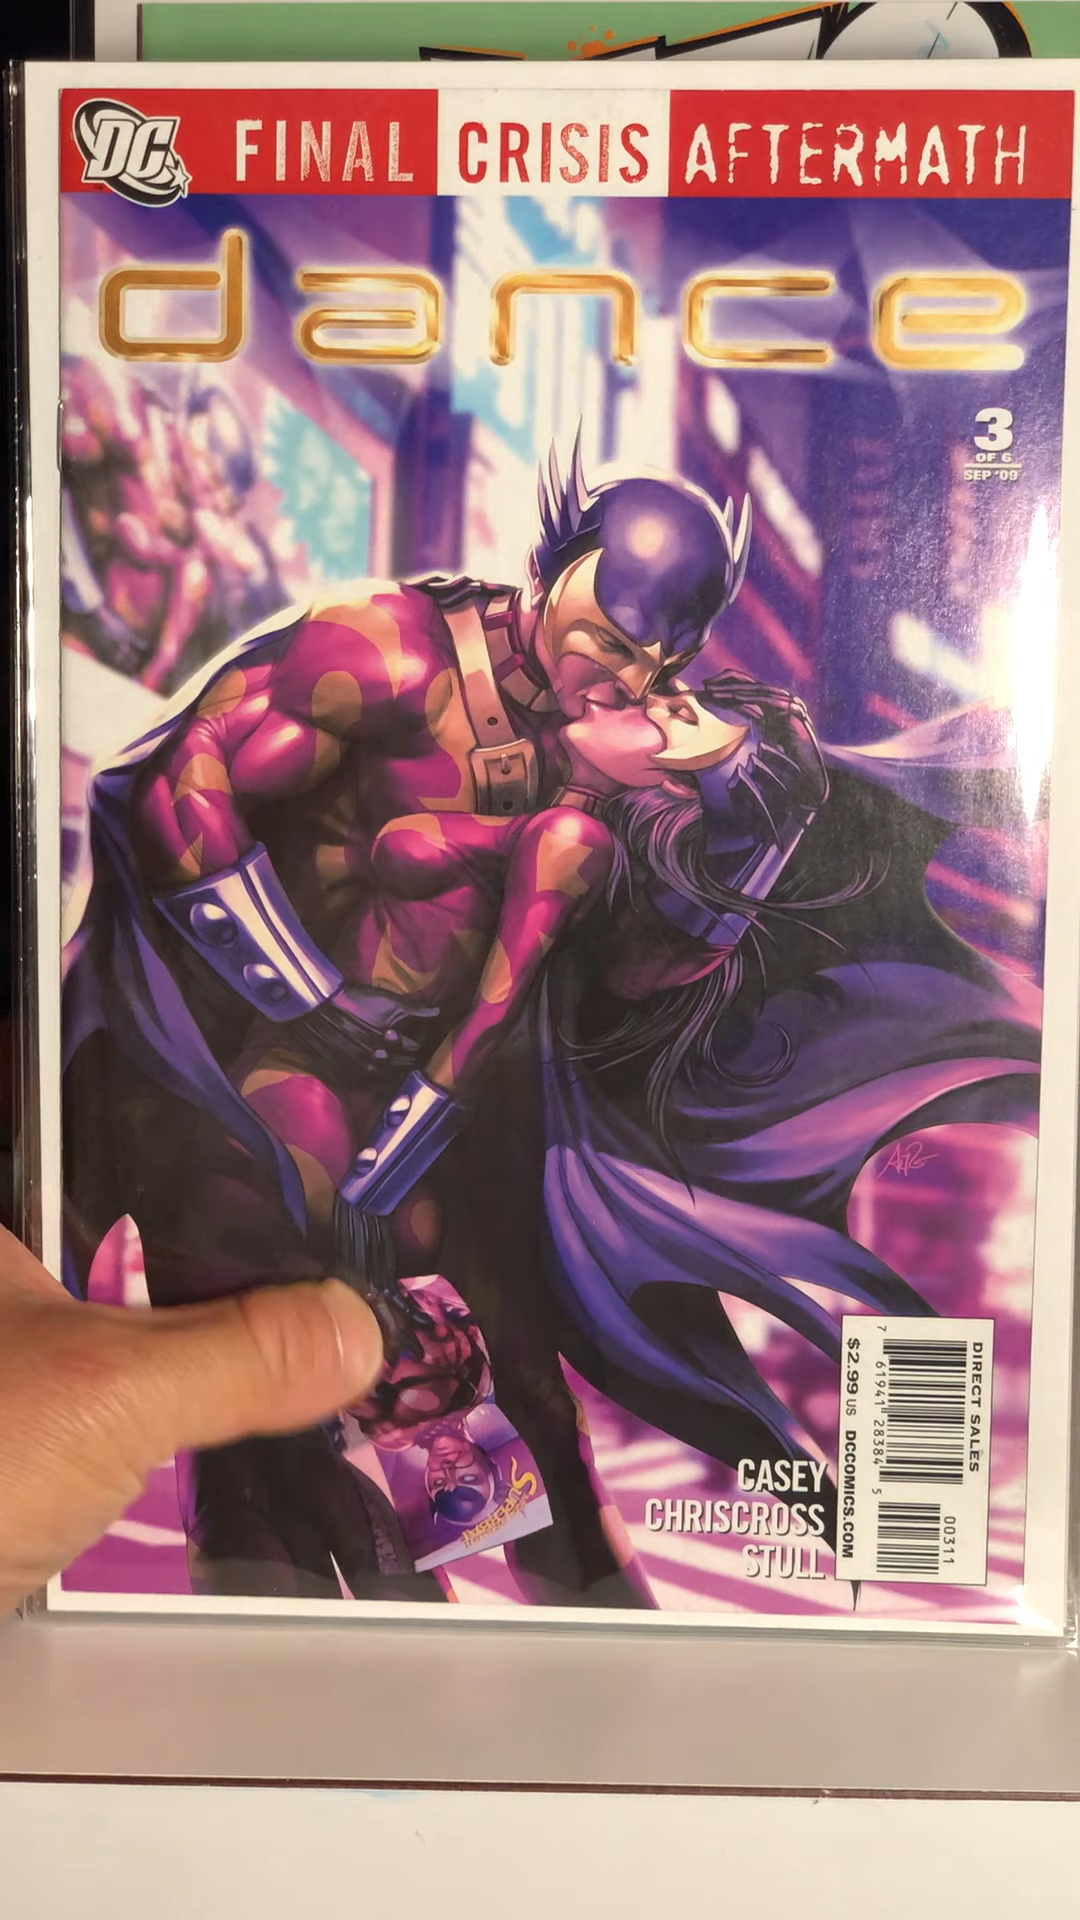 DC
FINAL CRISIS AFTERMATH
dance
3
OF 6
SEP '09
CASEY
CHRISCROSS
STULL
DIRECT SALES
7 61941 28384 5
00311
$2.99 US DCCOMICS.COM